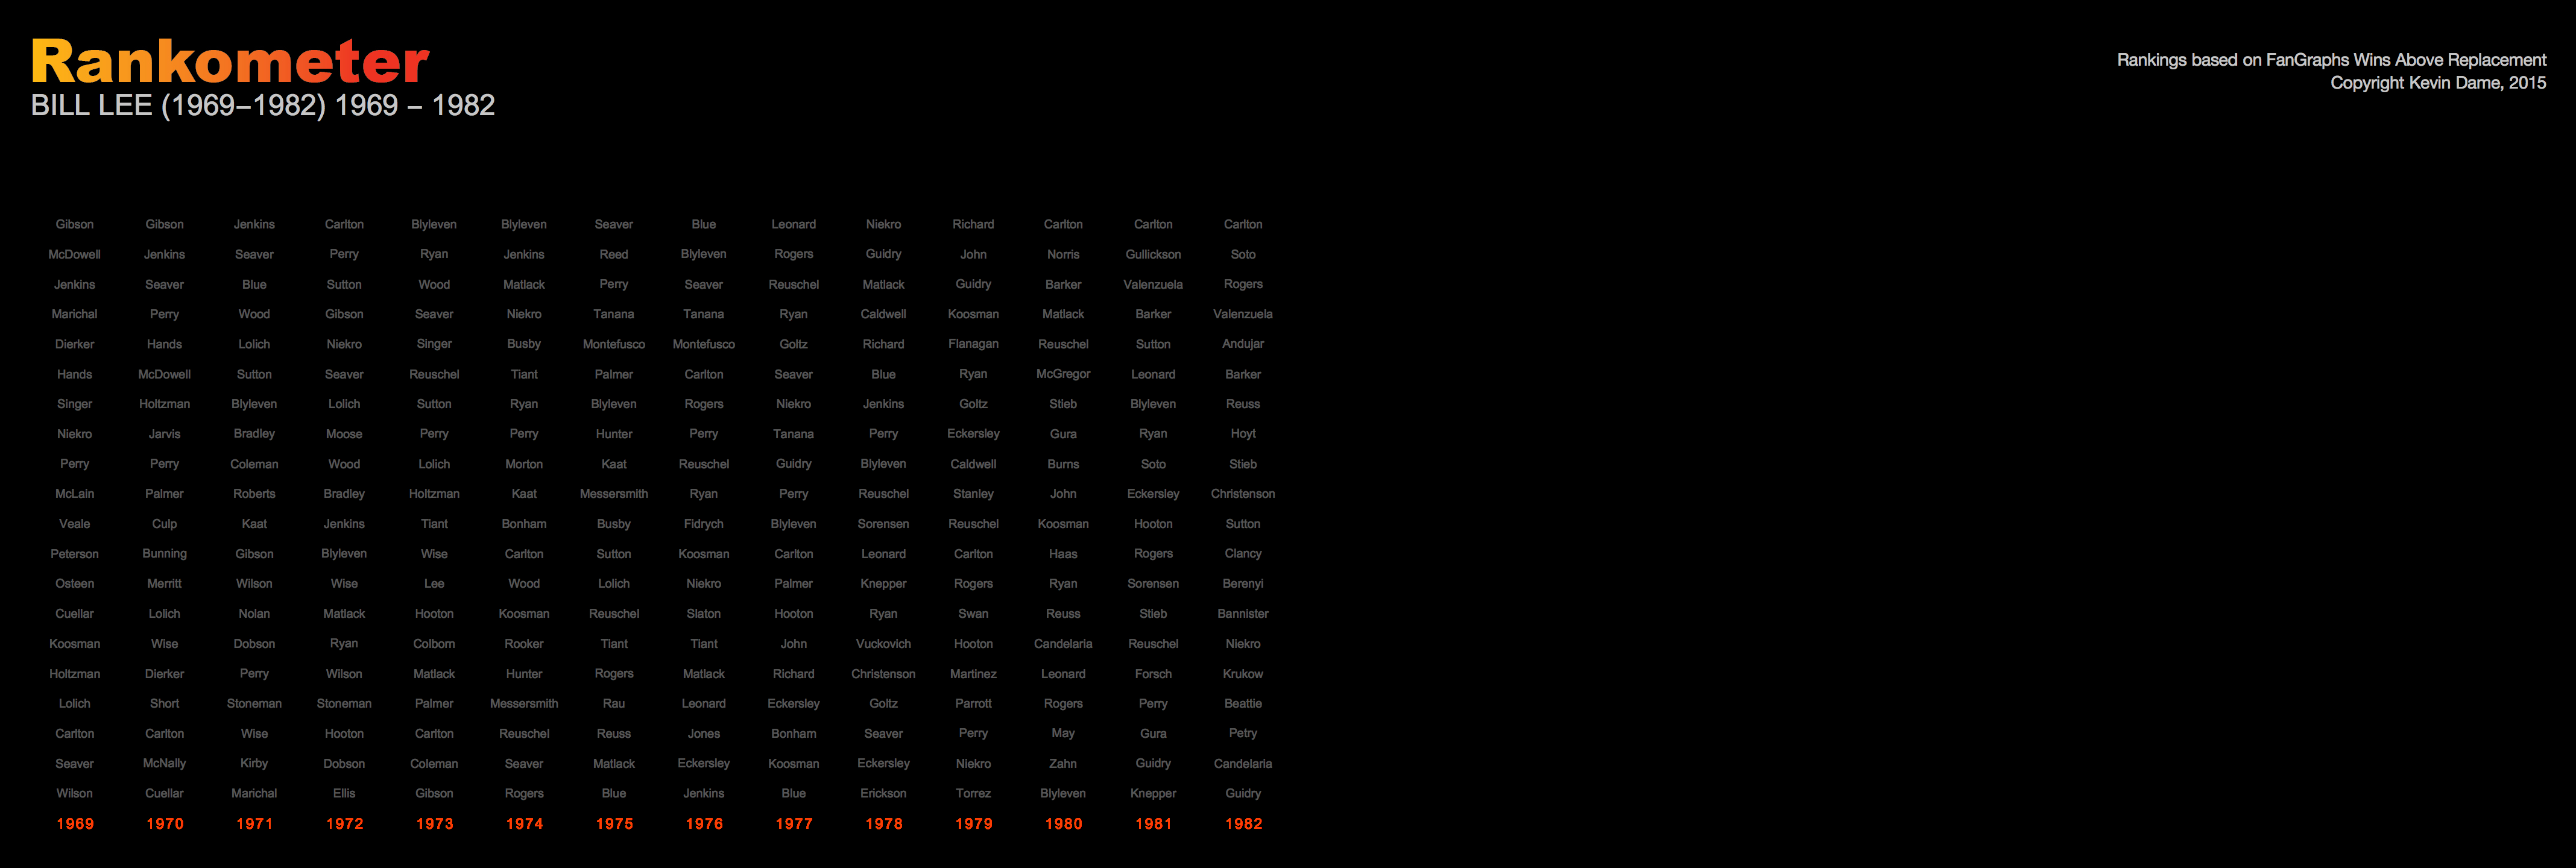 Rankometer
BILL LEE (1969–1982) 1969 – 1982
Rankings based on FanGraphs Wins Above Replacement
Copyright Kevin Dame, 2015
Gibson Gibson Jenkins Carlton Blyleven Blyleven Seaver Blue Leonard Niekro Richard Carlton Carlton Carlton
McDowell Jenkins Seaver Perry Ryan Jenkins Reed Blyleven Rogers Guidry John Norris Gullickson Soto
Jenkins Seaver Blue Sutton Wood Matlack Perry Seaver Reuschel Matlack Guidry Barker Valenzuela Rogers
Marichal Perry Wood Gibson Seaver Niekro Tanana Tanana Ryan Caldwell Koosman Matlack Barker Valenzuela
Dierker Hands Lolich Niekro Singer Busby Montefusco Montefusco Goltz Richard Flanagan Reuschel Sutton Andujar
Hands McDowell Sutton Seaver Reuschel Tiant Palmer Carlton Seaver Blue Ryan McGregor Leonard Barker
Singer Holtzman Blyleven Lolich Sutton Ryan Blyleven Rogers Niekro Jenkins Goltz Stieb Blyleven Reuss
Niekro Jarvis Bradley Moose Perry Perry Hunter Perry Tanana Perry Eckersley Gura Ryan Hoyt
Perry Perry Coleman Wood Lolich Morton Kaat Reuschel Guidry Blyleven Caldwell Burns Soto Stieb
McLain Palmer Roberts Bradley Holtzman Kaat Messersmith Ryan Perry Reuschel Stanley John Eckersley Christenson
Veale Culp Kaat Jenkins Tiant Bonham Busby Fidrych Blyleven Sorensen Reuschel Koosman Hooton Sutton
Peterson Bunning Gibson Blyleven Wise Carlton Sutton Koosman Carlton Leonard Carlton Haas Rogers Clancy
Osteen Merritt Wilson Wise Lee Wood Lolich Niekro Palmer Knepper Rogers Ryan Sorensen Berenyi
Cuellar Lolich Nolan Matlack Hooton Koosman Reuschel Slaton Hooton Ryan Swan Reuss Stieb Bannister
Koosman Wise Dobson Ryan Colborn Rooker Tiant Tiant John Vuckovich Hooton Candelaria Reuschel Niekro
Holtzman Dierker Perry Wilson Matlack Hunter Rogers Matlack Richard Christenson Martinez Leonard Forsch Krukow
Lolich Short Stoneman Stoneman Palmer Messersmith Rau Leonard Eckersley Goltz Parrott Rogers Perry Beattie
Carlton Carlton Wise Hooton Carlton Reuschel Reuss Jones Bonham Seaver Perry May Gura Petry
Seaver McNally Kirby Dobson Coleman Seaver Matlack Eckersley Koosman Eckersley Niekro Zahn Guidry Candelaria
Wilson Cuellar Marichal Ellis Gibson Rogers Blue Jenkins Blue Erickson Torrez Blyleven Knepper Guidry
1969 1970 1971 1972 1973 1974 1975 1976 1977 1978 1979 1980 1981 1982